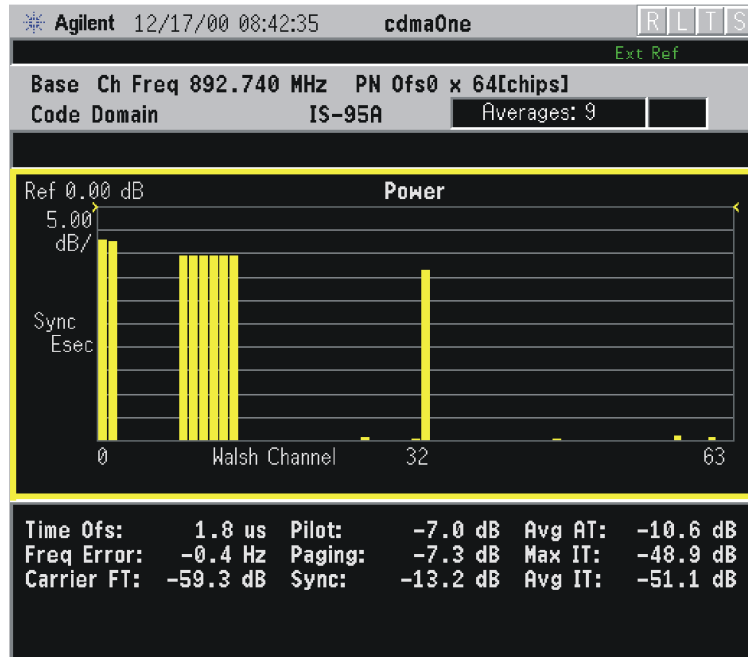 Agilent 12/17/00 08:42:35 cdmaOne R L T S
Ext Ref
Base Ch Freq 892.740 MHz PN Ofs0 x 64[chips]
Code Domain IS-95A Averages: 9
Ref 0.00 dB Power
5.00
dB/
Sync
Esec
0 Walsh Channel 32 63
Time Ofs: 1.8 us Pilot: -7.0 dB Avg AT: -10.6 dB
Freq Error: -0.4 Hz Paging: -7.3 dB Max IT: -48.9 dB
Carrier FT: -59.3 dB Sync: -13.2 dB Avg IT: -51.1 dB